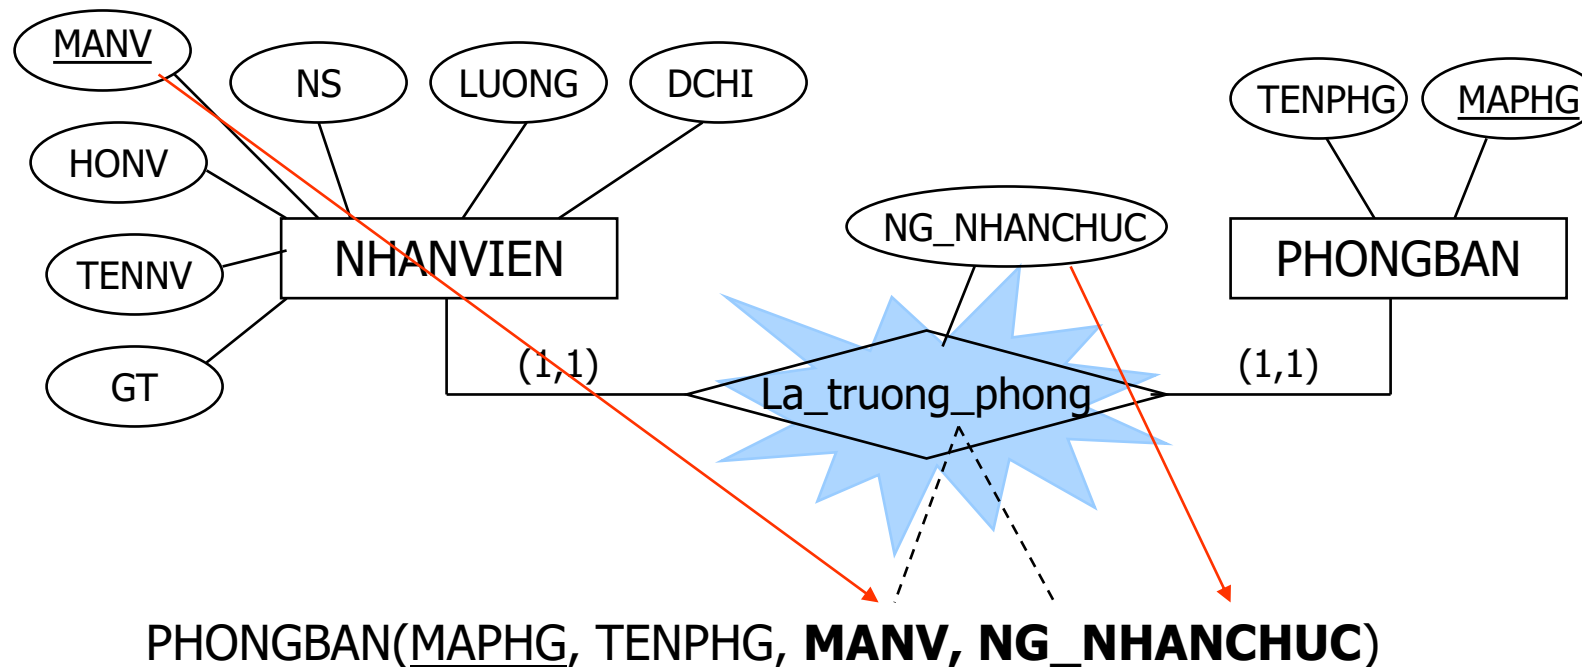 MANV
NS
LUONG
DCHI
TENPHG
MAPHG
HONV
NG_NHANCHUC
NHANVIEN
PHONGBAN
TENNV
(1,1)
(1,1)
GT
La_truong_phong
PHONGBAN(MAPHG, TENPHG, MANV, NG_NHANCHUC)